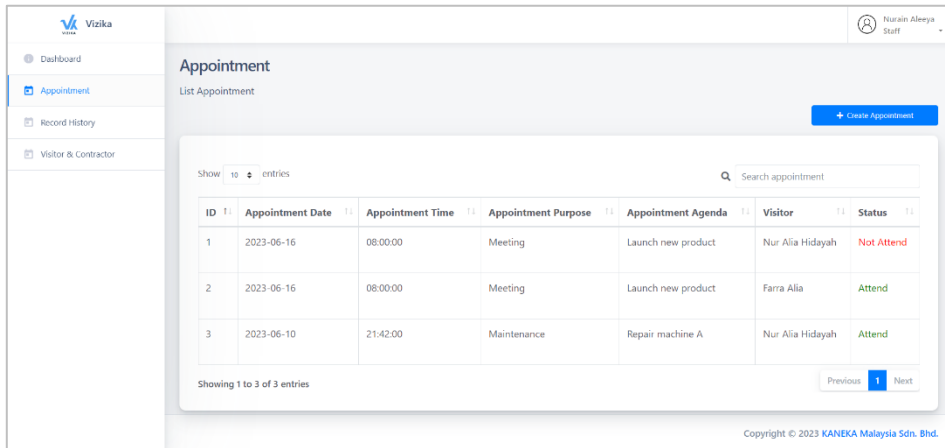 VIZIKA
Vizika
Nurain Aleeya
Staff
Dashboard
Appointment
Record History
Visitor & Contractor
Appointment
List Appointment
+ Create Appointment
Show 10 entries
Search appointment
ID Appointment Date Appointment Time Appointment Purpose Appointment Agenda Visitor Status
1 2023-06-16 08:00:00 Meeting Launch new product Nur Alia Hidayah Not Attend
2 2023-06-16 08:00:00 Meeting Launch new product Farra Alia Attend
3 2023-06-10 21:42:00 Maintenance Repair machine A Nur Alia Hidayah Attend
Showing 1 to 3 of 3 entries
Previous 1 Next
Copyright © 2023 KANEKA Malaysia Sdn. Bhd.